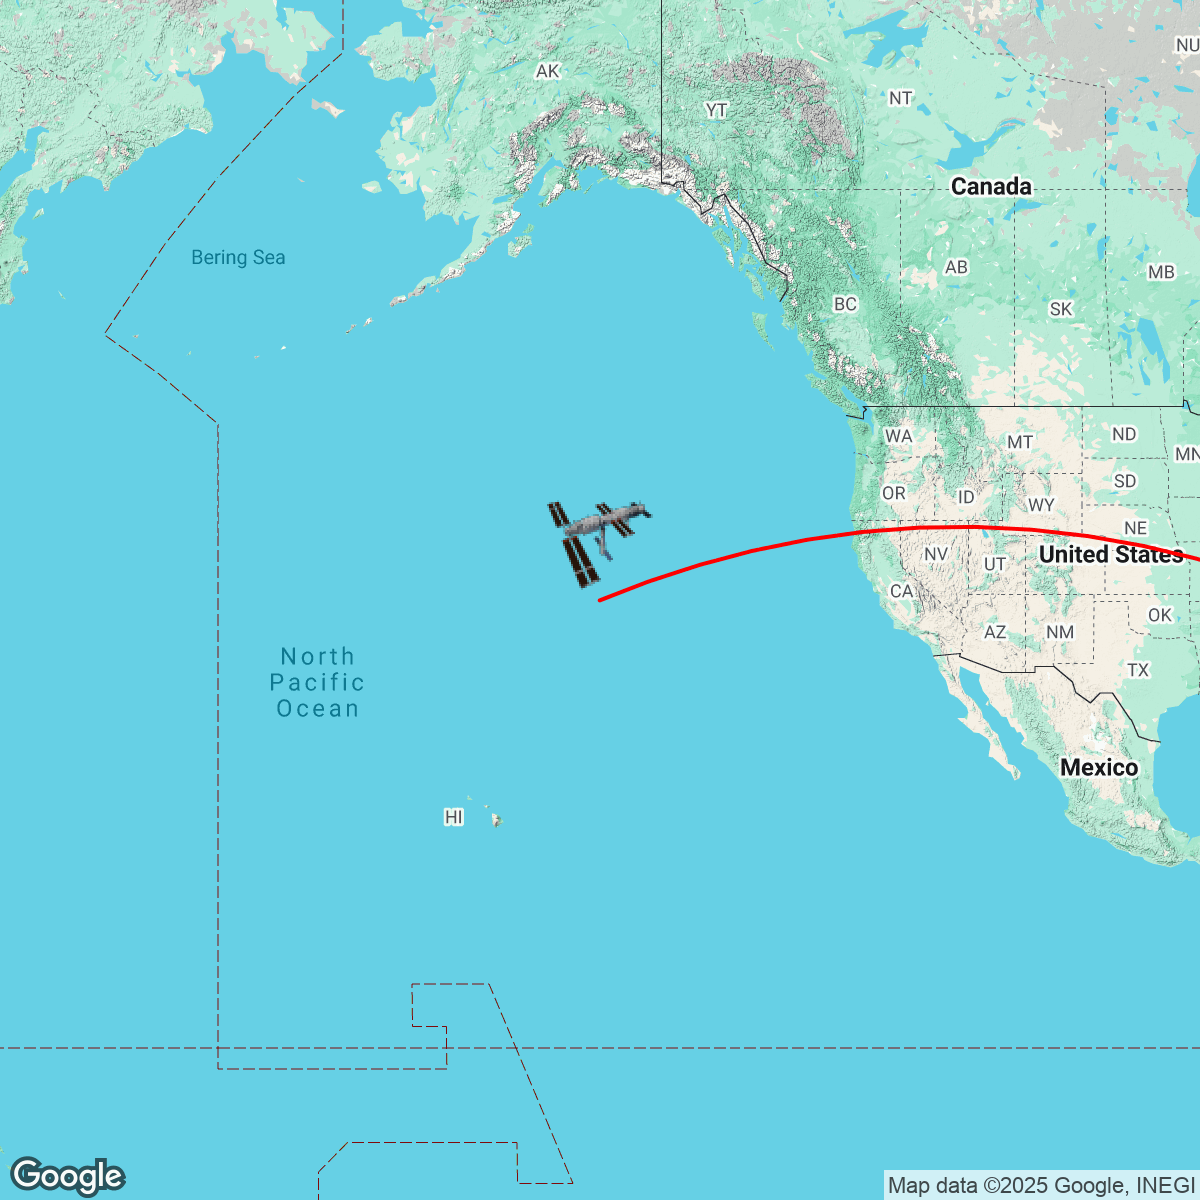 AK
NU
NT
YT
Canada
Bering Sea
AB
MB
BC
SK
WA
MT
ND
MN
OR
ID
WY
SD
NE
NV
UT
United States
CA
OK
AZ
NM
North
Pacific
Ocean
TX
Mexico
HI
Google
Map data ©2025 Google, INEGI